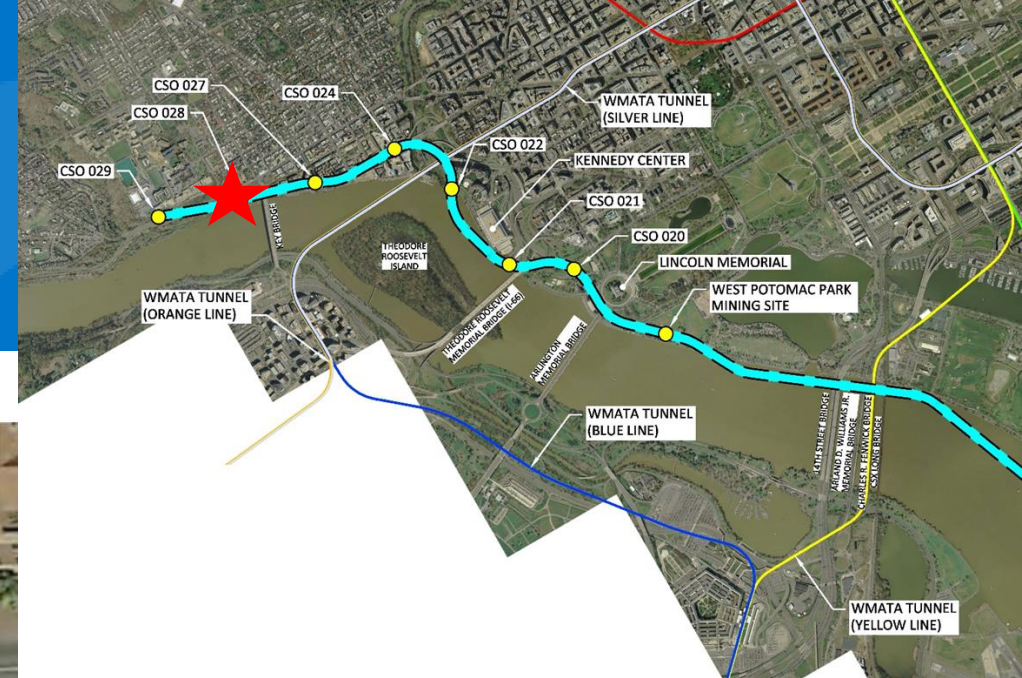 CSO 027
CSO 024
CSO 028
CSO 029
CSO 022
WMATA TUNNEL
(SILVER LINE)
KENNEDY CENTER
CSO 021
CSO 020
LINCOLN MEMORIAL
WEST POTOMAC PARK
MINING SITE
KEY BRIDGE
THEODORE
ROOSEVELT
ISLAND
WMATA TUNNEL
(ORANGE LINE)
THEODORE ROOSEVELT
MEMORIAL BRIDGE (I-66)
ARLINGTON
MEMORIAL BRIDGE
WMATA TUNNEL
(BLUE LINE)
14TH STREET BRIDGE
ARLAND D. WILLIAMS JR.
MEMORIAL BRIDGE
CHARLES R. FENWICK BRIDGE
CSX LONG BRIDGE
WMATA TUNNEL
(YELLOW LINE)